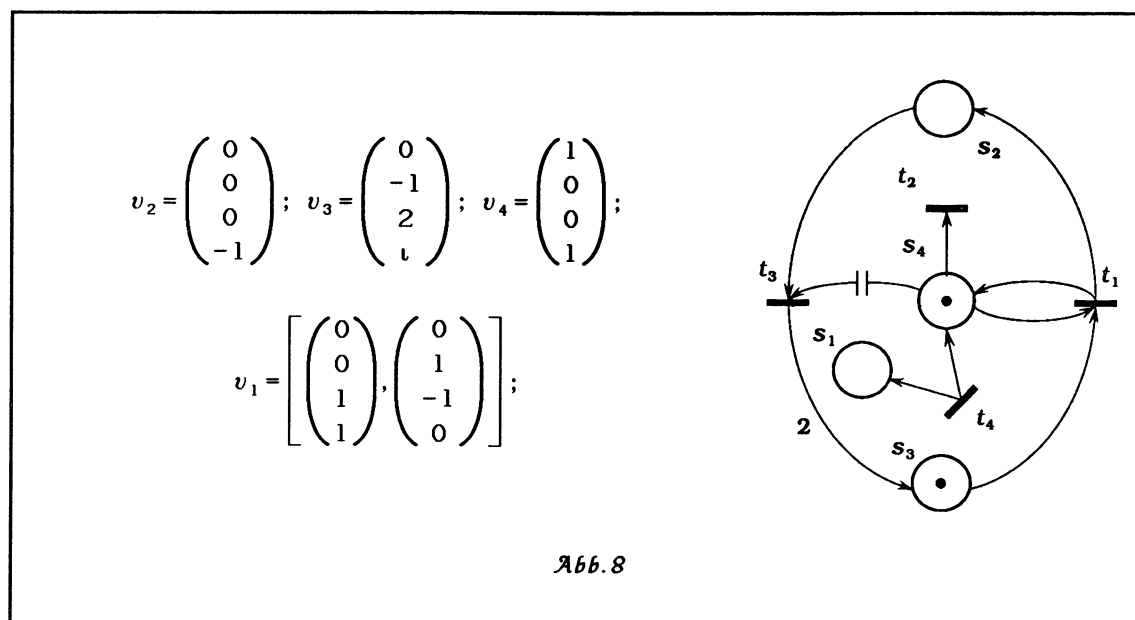 v₂ = ( 0 0 0 -1 ) ; v₃ = ( 0 -1 2 ι ) ; v₄ = ( 1 0 0 1 ) ;
v₁ = [ ( 0 0 1 1 ) , ( 0 1 -1 0 ) ] ;
s₂
t₂
s₄
t₃
t₁
s₁
t₄
2
s₃
Abb. 8